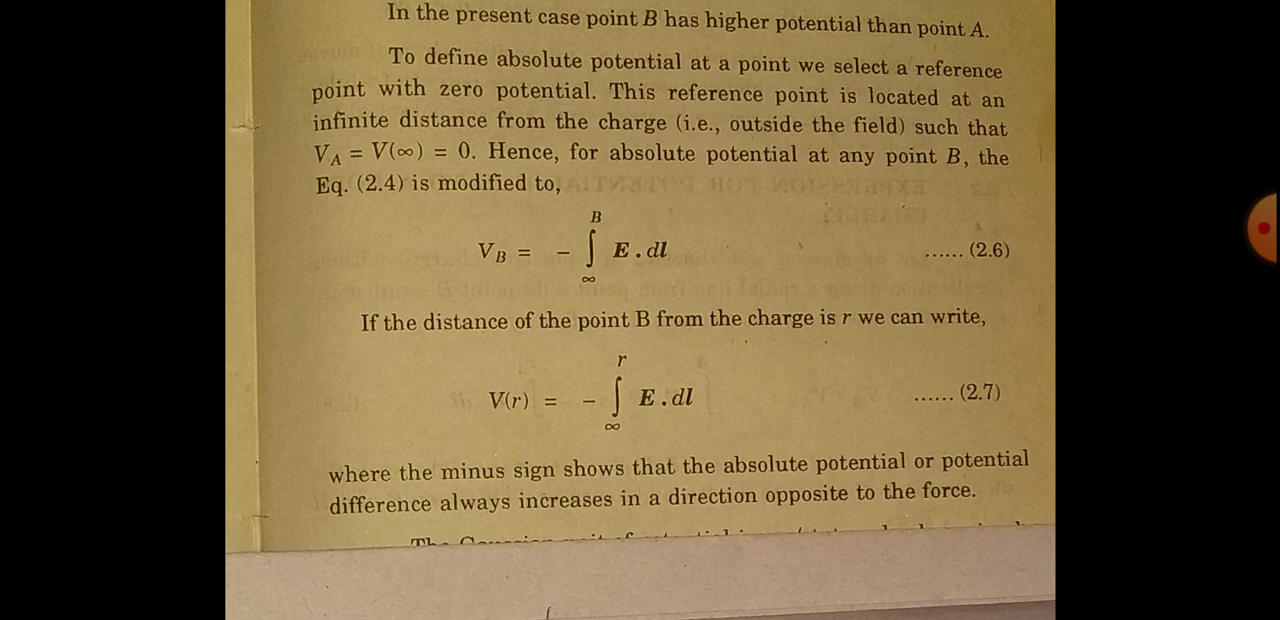 In the present case point B has higher potential than point A.
To define absolute potential at a point we select a reference
point with zero potential. This reference point is located at an
infinite distance from the charge (i.e., outside the field) such that
V_A = V(∞) = 0. Hence, for absolute potential at any point B, the
Eq. (2.4) is modified to,
V_B = - ∫_∞^B E . dl ...... (2.6)
If the distance of the point B from the charge is r we can write,
V(r) = - ∫_∞^r E . dl ...... (2.7)
where the minus sign shows that the absolute potential or potential
difference always increases in a direction opposite to the force.